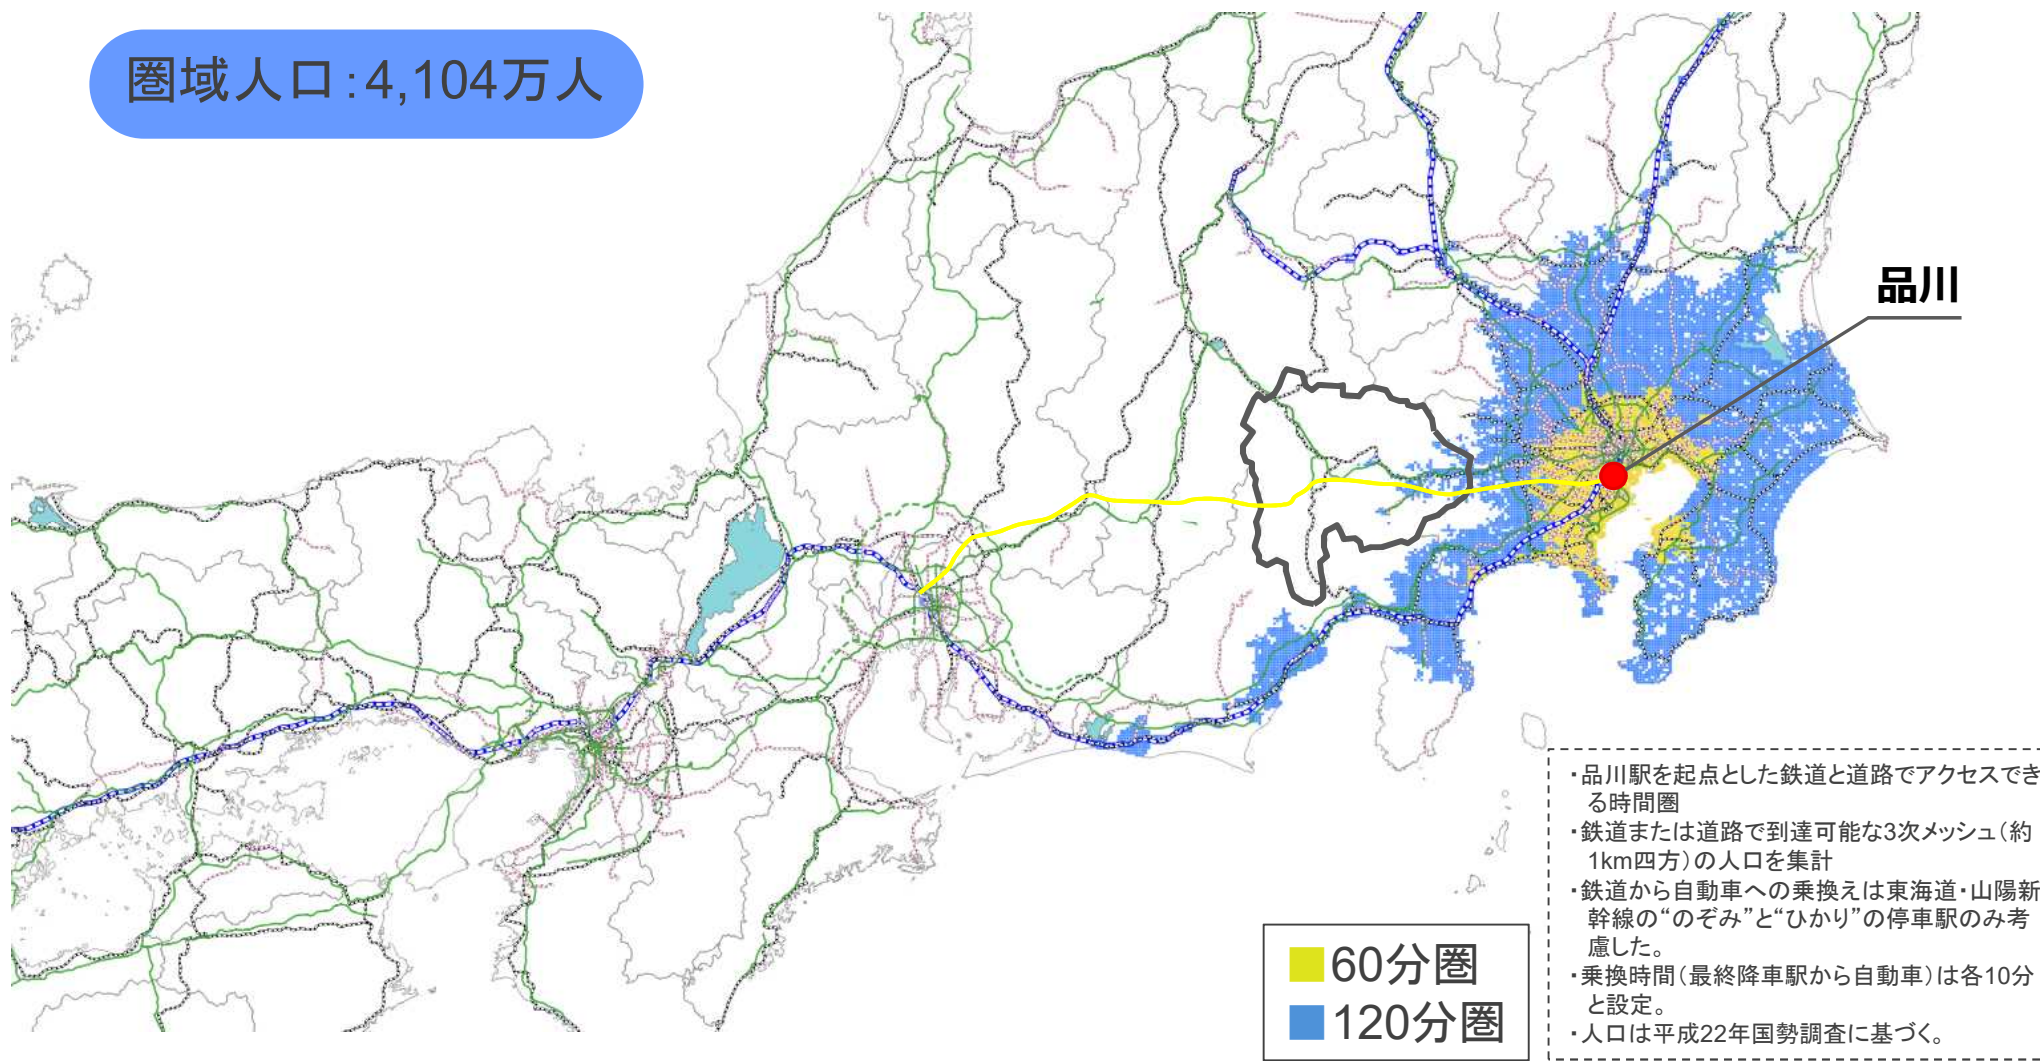 圏域人口：4,104万人
品川
・品川駅を起点とした鉄道と道路でアクセスでき
る時間圏
・鉄道または道路で到達可能な3次メッシュ（約
1km四方）の人口を集計
・鉄道から自動車への乗換えは東海道・山陽新
幹線の“のぞみ”と“ひかり”の停車駅のみ考
慮した。
・乗換時間（最終降車駅から自動車）は各10分
と設定。
・人口は平成22年国勢調査に基づく。
60分圏
120分圏